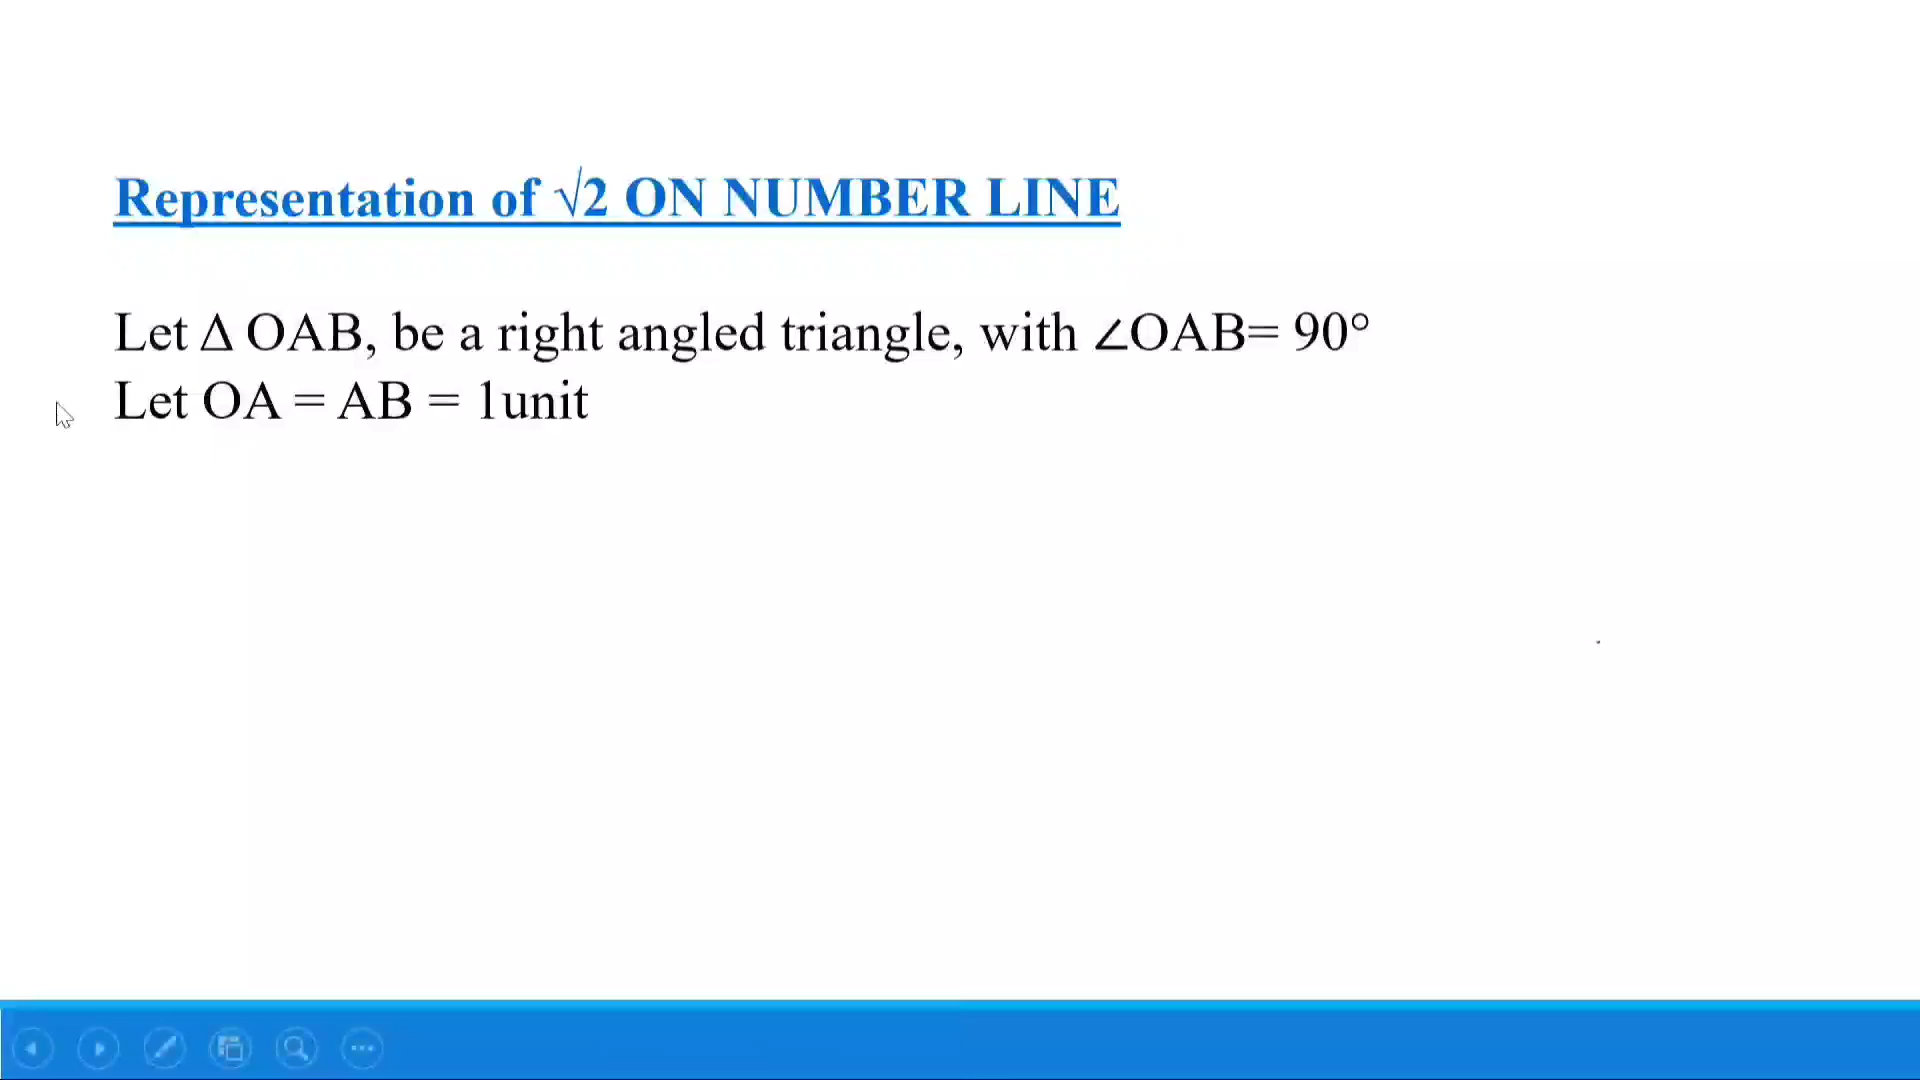 Representation of √2 ON NUMBER LINE
Let Δ OAB, be a right angled triangle, with ∠OAB= 90°
Let OA = AB = 1unit